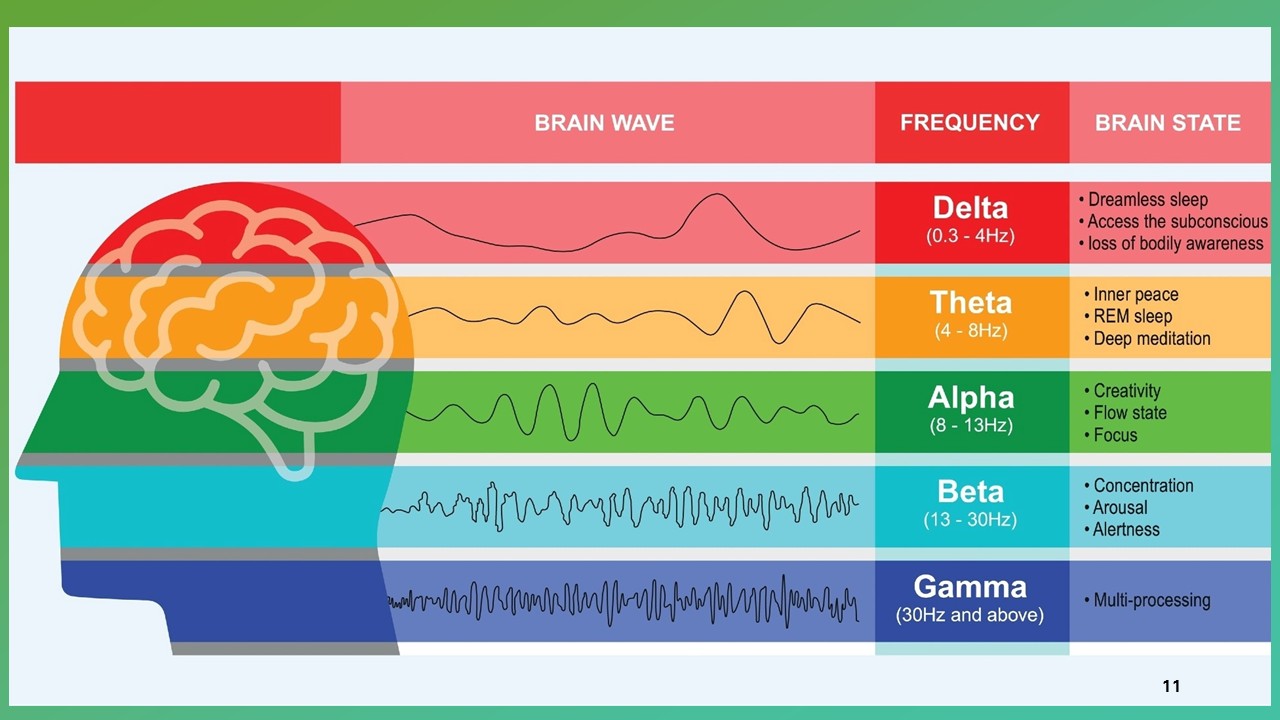 BRAIN WAVE
FREQUENCY
BRAIN STATE
Delta
(0.3 - 4Hz)
• Dreamless sleep
• Access the subconscious
• loss of bodily awareness
Theta
(4 - 8Hz)
• Inner peace
• REM sleep
• Deep meditation
Alpha
(8 - 13Hz)
• Creativity
• Flow state
• Focus
Beta
(13 - 30Hz)
• Concentration
• Arousal
• Alertness
Gamma
(30Hz and above)
• Multi-processing
11